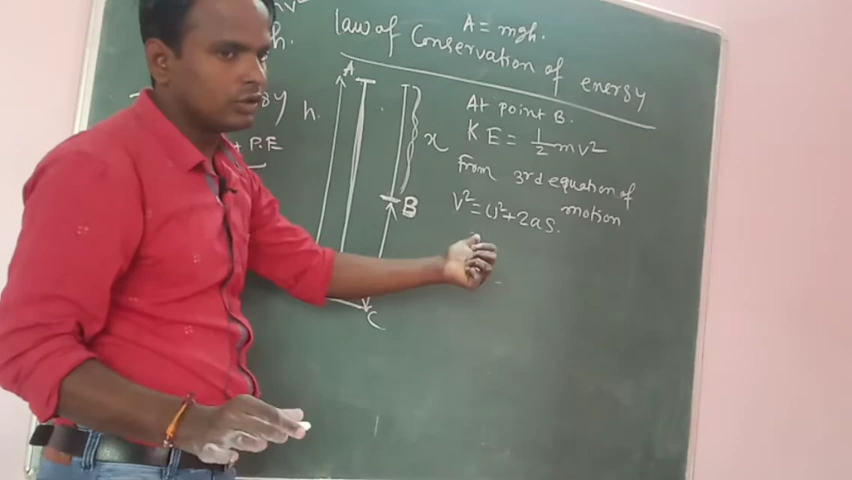 A = mgh.
law of Conservation of energy
h.
A
h.
+ P.E
x
B
C
At point B.
KE = 1/2 mv²
From 3rd equation of
motion
V² = U² + 2as.